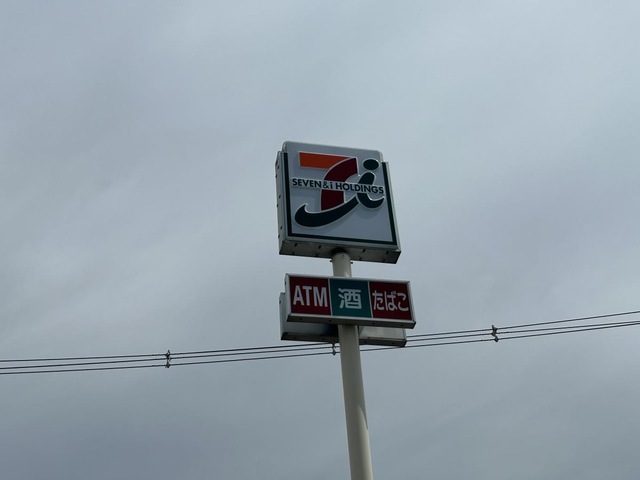 SEVEN & i HOLDINGS
ATM 酒 たばこ